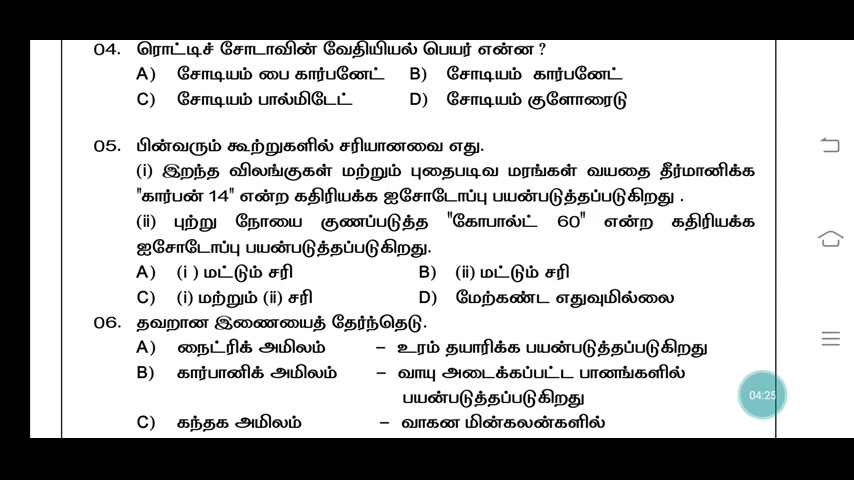 04. ரொட்டிச் சோடாவின் வேதியியல் பெயர் என்ன ?
A) சோடியம் பை கார்பனேட் B) சோடியம் கார்பனேட்
C) சோடியம் பால்மிடேட் D) சோடியம் குளோரைடு
05. பின்வரும் கூற்றுகளில் சரியானவை எது.
(i) இறந்த விலங்குகள் மற்றும் புதைபடிவ மரங்கள் வயதை தீர்மானிக்க
"கார்பன் 14" என்ற கதிரியக்க ஐசோடோப்பு பயன்படுத்தப்படுகிறது .
(ii) புற்று நோயை குணப்படுத்த "கோபால்ட் 60" என்ற கதிரியக்க
ஐசோடோப்பு பயன்படுத்தப்படுகிறது.
A) (i ) மட்டும் சரி B) (ii) மட்டும் சரி
C) (i) மற்றும் (ii) சரி D) மேற்கண்ட எதுவுமில்லை
06. தவறான இணையைத் தேர்ந்தெடு.
A) நைட்ரிக் அமிலம் – உரம் தயாரிக்க பயன்படுத்தப்படுகிறது
B) கார்பானிக் அமிலம் – வாயு அடைக்கப்பட்ட பானங்களில்
பயன்படுத்தப்படுகிறது
04:25
C) கந்தக அமிலம் – வாகன மின்கலன்களில்